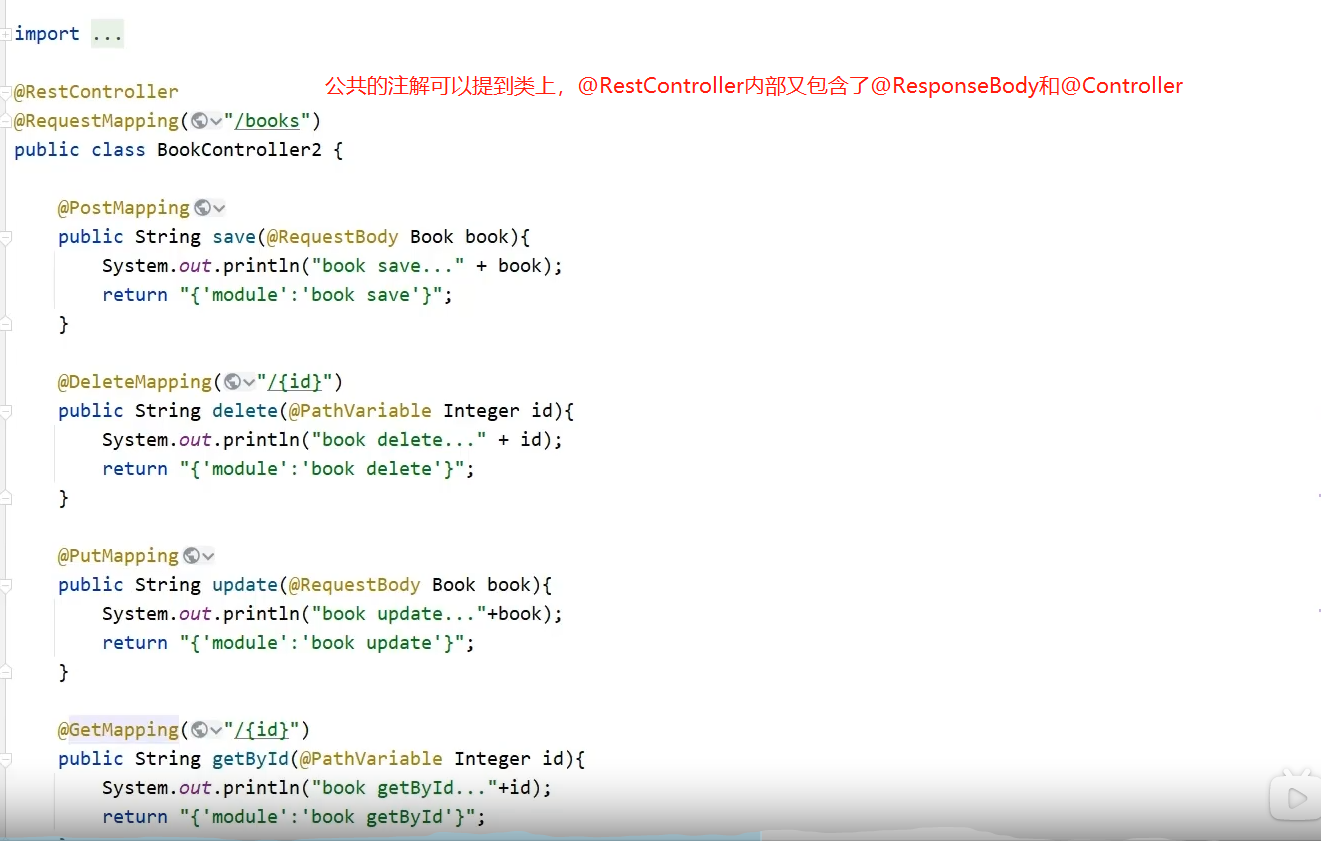 import ...
公共的注解可以提到类上，@RestController内部又包含了@ResponseBody和@Controller
@RestController
@RequestMapping("/books")
public class BookController2 {
@PostMapping
public String save(@RequestBody Book book){
System.out.println("book save..." + book);
return "{'module':'book save'}";
}
@DeleteMapping("/{id}")
public String delete(@PathVariable Integer id){
System.out.println("book delete..." + id);
return "{'module':'book delete'}";
}
@PutMapping
public String update(@RequestBody Book book){
System.out.println("book update..."+book);
return "{'module':'book update'}";
}
@GetMapping("/{id}")
public String getById(@PathVariable Integer id){
System.out.println("book getById..."+id);
return "{'module':'book getById'}";